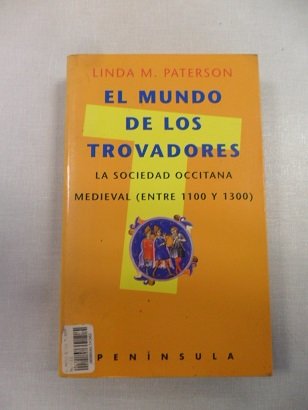 LINDA M. PATERSON
EL MUNDO
DE LOS
TROVADORES
LA SOCIEDAD OCCITANA
MEDIEVAL (ENTRE 1100 Y 1300)
PENÍNSULA